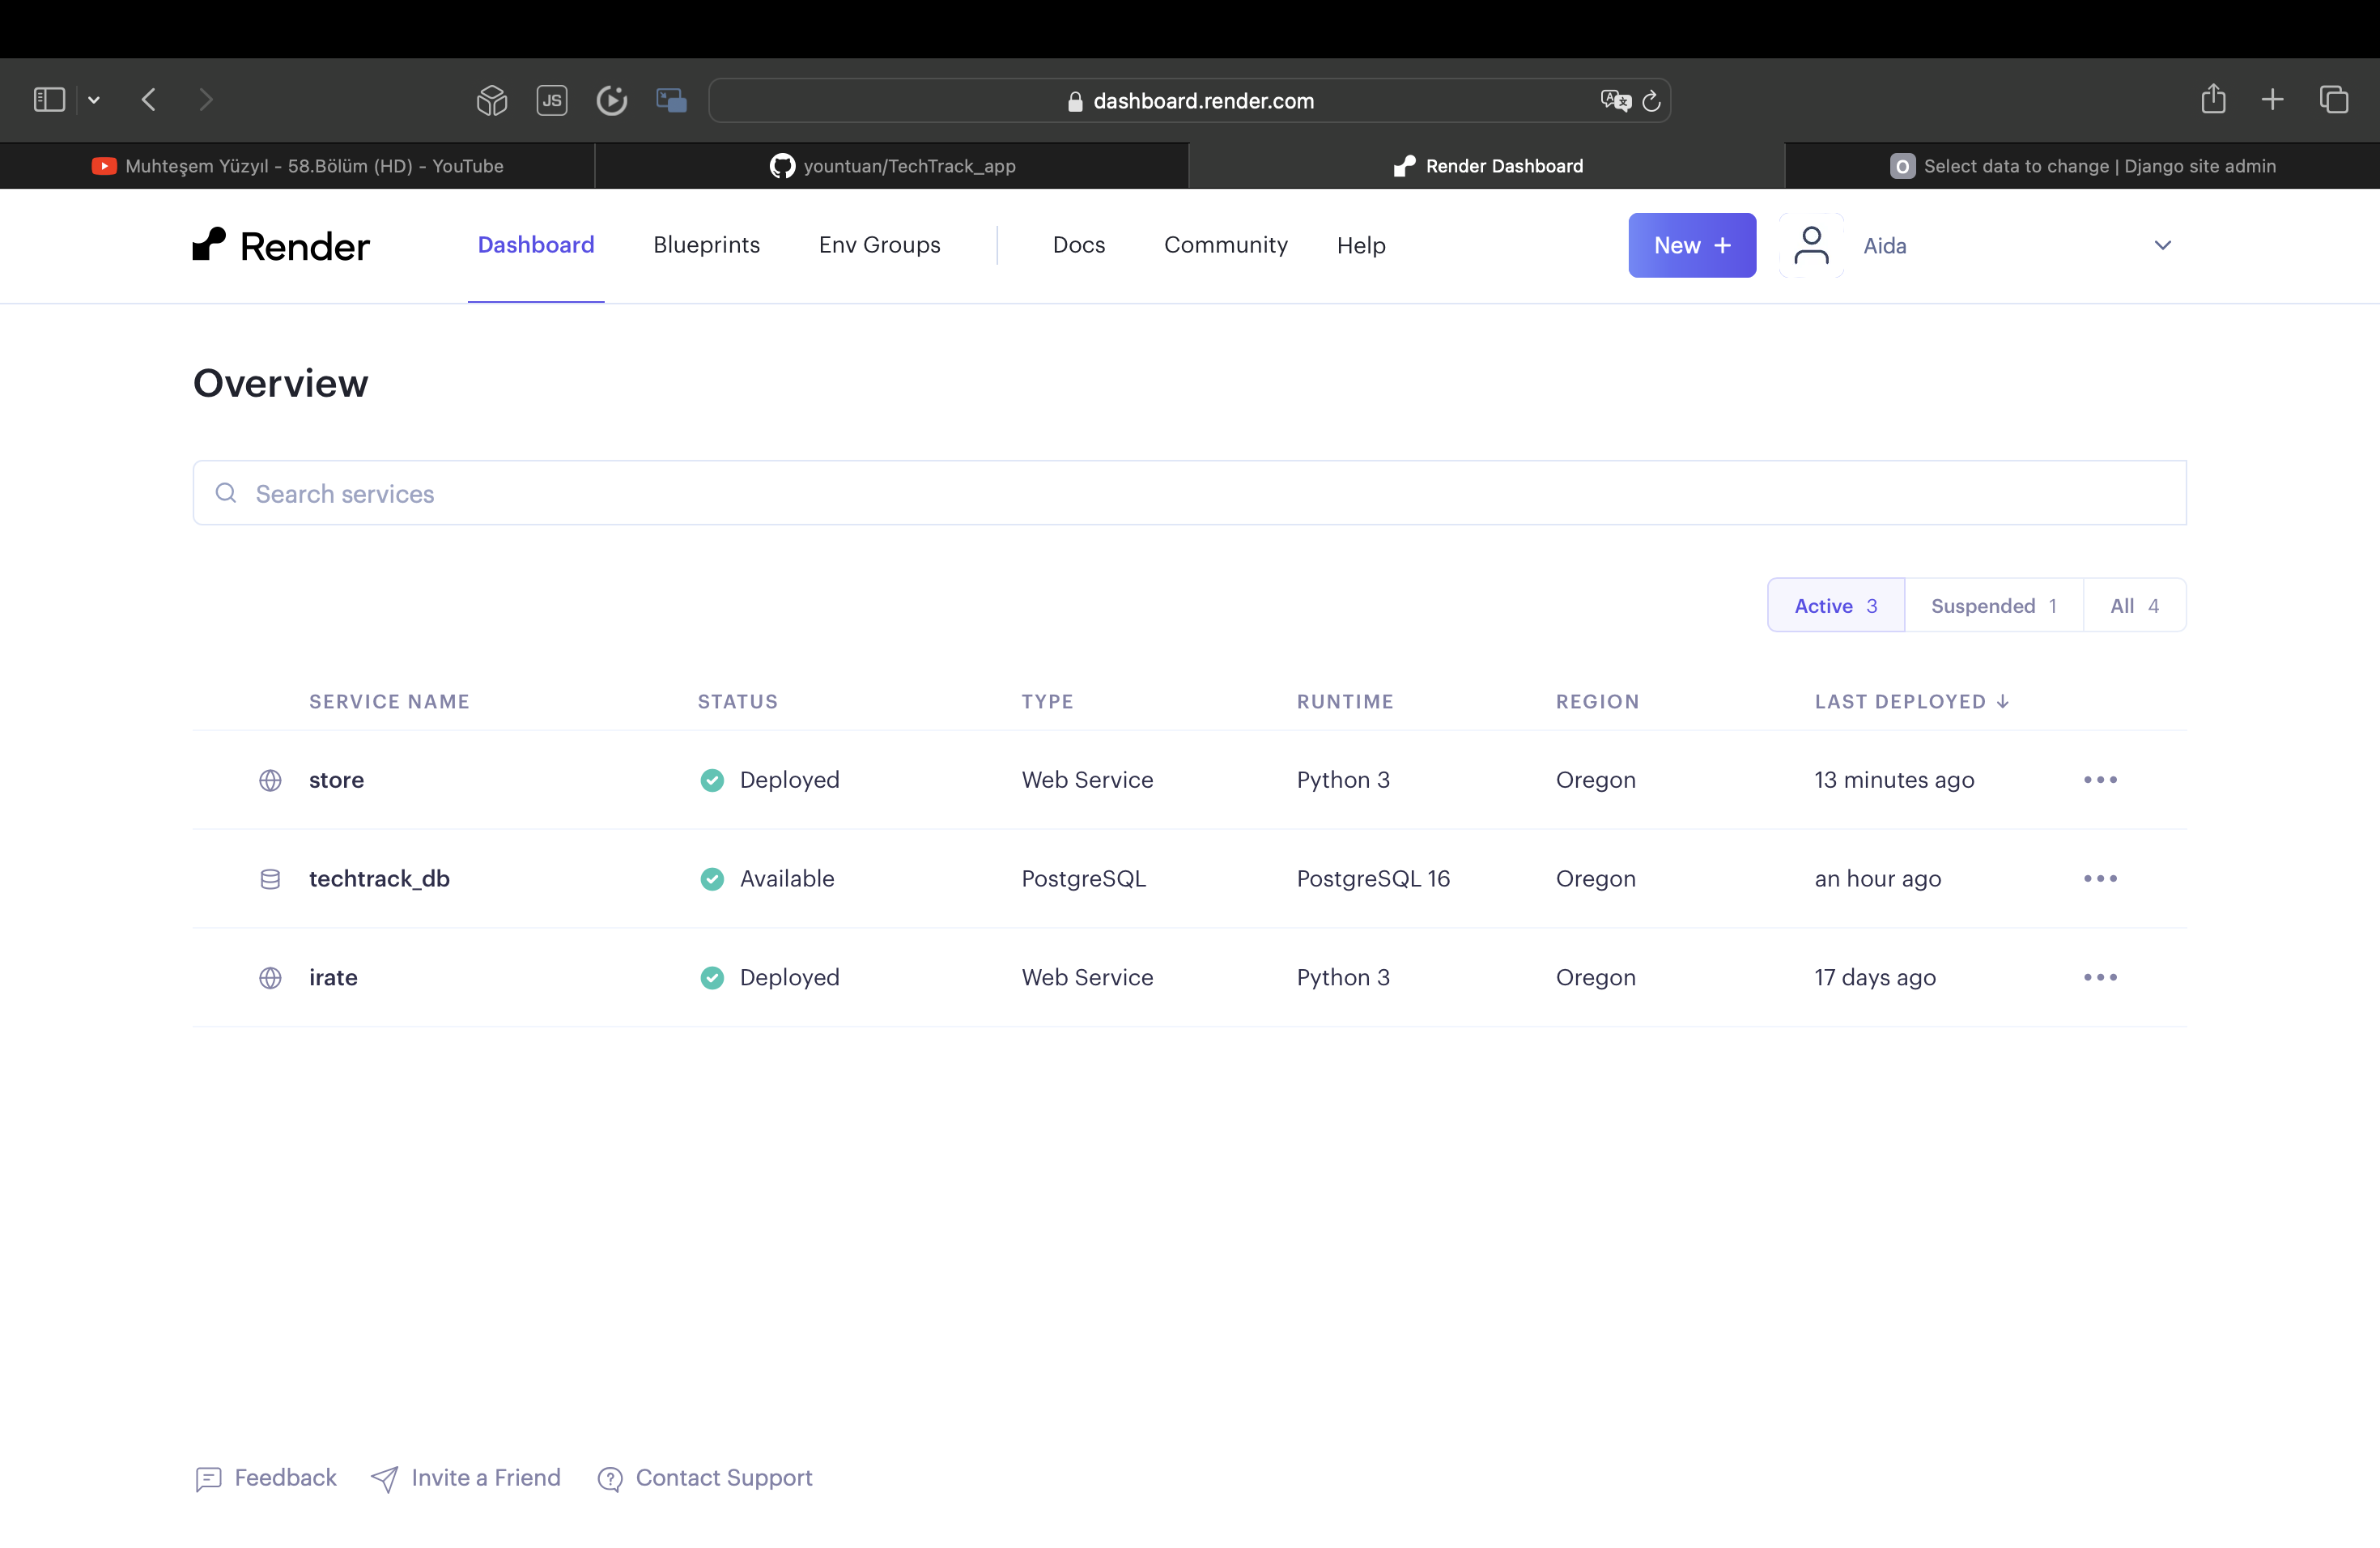 JS
dashboard.render.com
Muhteşem Yüzyıl - 58.Bölüm (HD) - YouTube
yountuan/TechTrack_app
Render Dashboard
O Select data to change | Django site admin
Render
Dashboard
Blueprints
Env Groups
Docs
Community
Help
New +
Aida
Overview
Search services
Active 3
Suspended 1
All 4
SERVICE NAME STATUS TYPE RUNTIME REGION LAST DEPLOYED ↓
store Deployed Web Service Python 3 Oregon 13 minutes ago
techtrack_db Available PostgreSQL PostgreSQL 16 Oregon an hour ago
irate Deployed Web Service Python 3 Oregon 17 days ago
Feedback
Invite a Friend
Contact Support